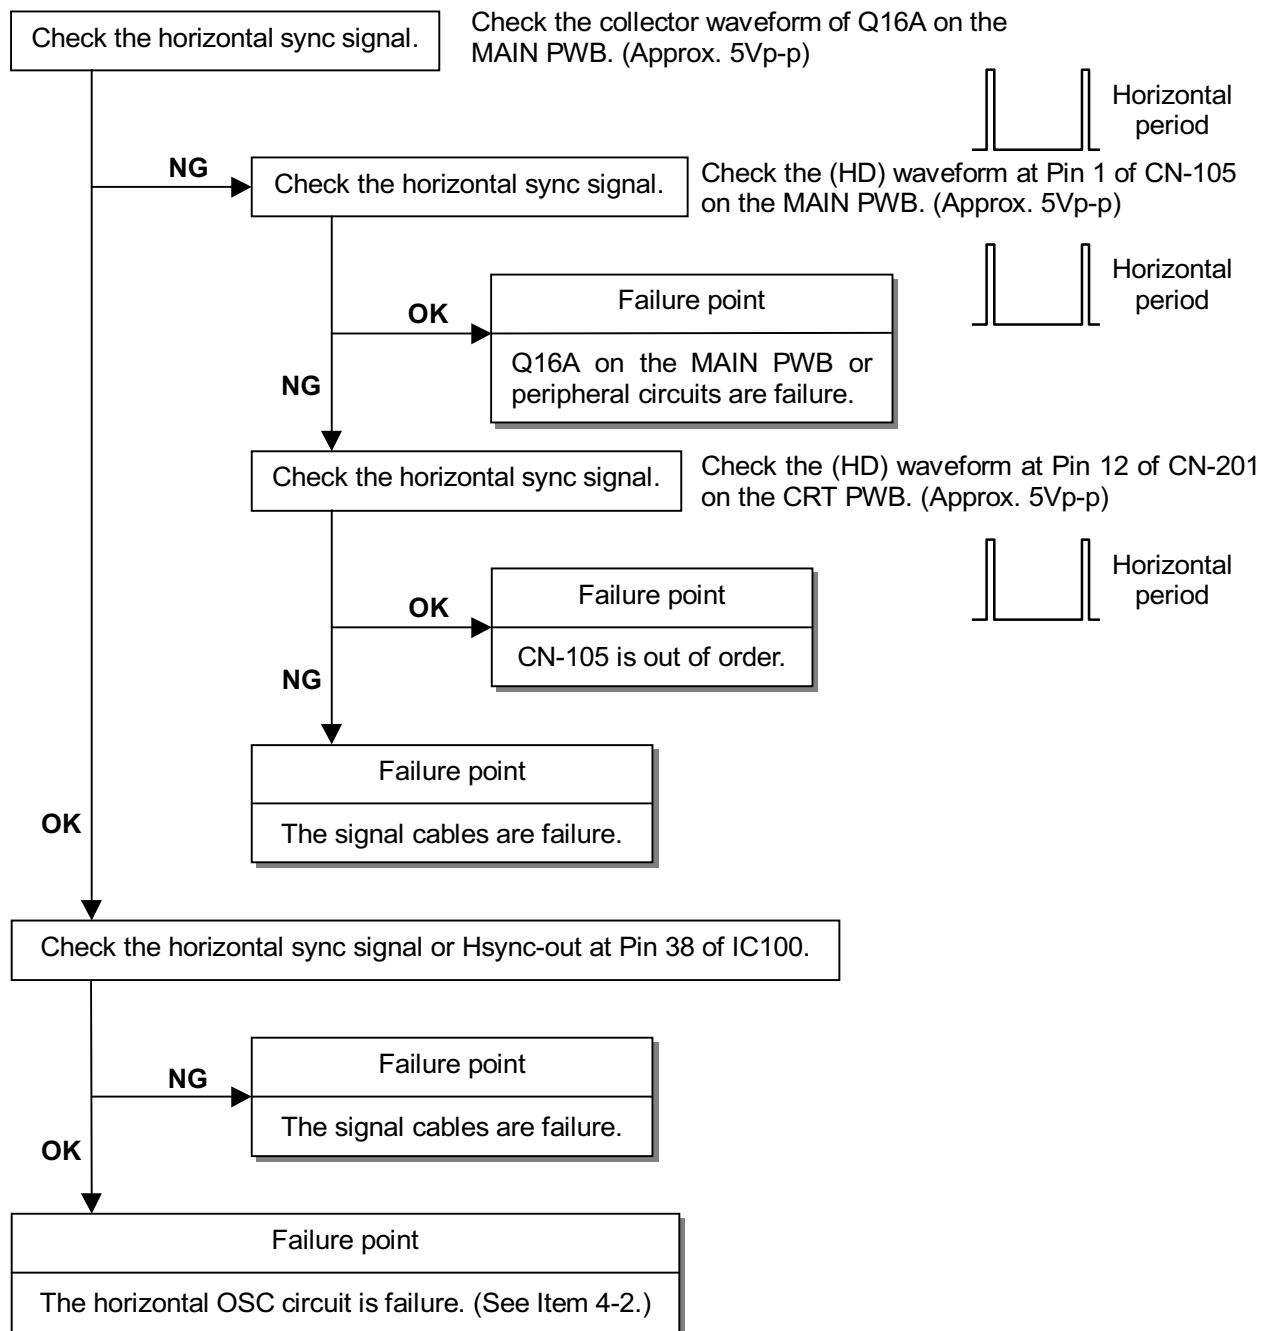 Check the horizontal sync signal.
Check the collector waveform of Q16A on the
MAIN PWB. (Approx. 5Vp-p)
Horizontal
period
NG
Check the horizontal sync signal.
Check the (HD) waveform at Pin 1 of CN-105
on the MAIN PWB. (Approx. 5Vp-p)
Horizontal
period
OK
Failure point
Q16A on the MAIN PWB or
peripheral circuits are failure.
NG
Check the horizontal sync signal.
Check the (HD) waveform at Pin 12 of CN-201
on the CRT PWB. (Approx. 5Vp-p)
Horizontal
period
OK
Failure point
CN-105 is out of order.
NG
Failure point
The signal cables are failure.
OK
Check the horizontal sync signal or Hsync-out at Pin 38 of IC100.
NG
Failure point
The signal cables are failure.
OK
Failure point
The horizontal OSC circuit is failure. (See Item 4-2.)